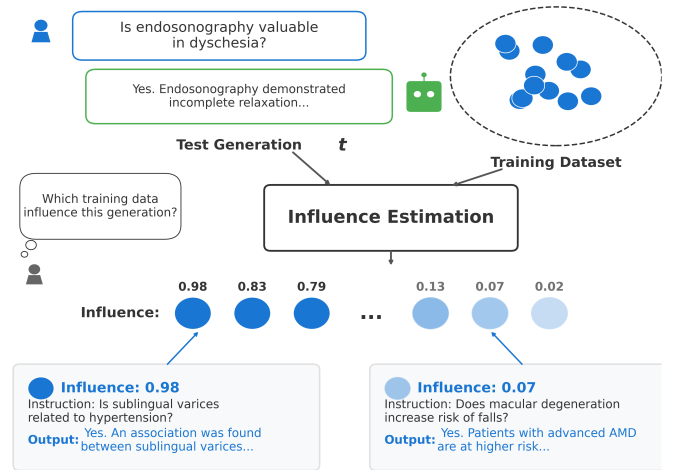 Is endosonography valuable
in dyschesia?
Yes. Endosonography demonstrated
incomplete relaxation...
Test Generation t
Training Dataset
Which training data
influence this generation?
Influence Estimation
0.98 0.83 0.79 0.13 0.07 0.02
Influence: ...
Influence: 0.98
Instruction: Is sublingual varices
related to hypertension?
Output: Yes. An association was found
between sublingual varices...
Influence: 0.07
Instruction: Does macular degeneration
increase risk of falls?
Output: Yes. Patients with advanced AMD
are at higher risk...